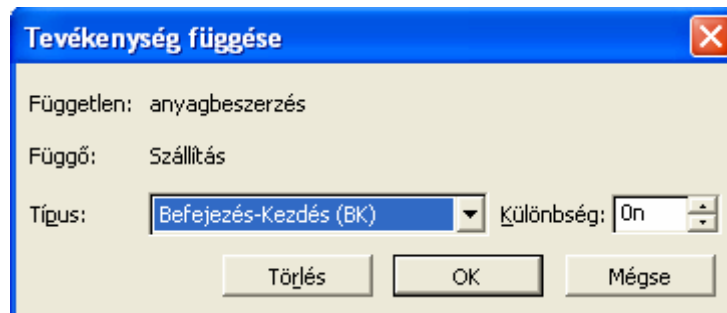 Tevékenység függése
Független: anyagbeszerzés
Függő: Szállítás
Típus: Befejezés-Kezdés (BK) Különbség: 0n
Törlés OK Mégse